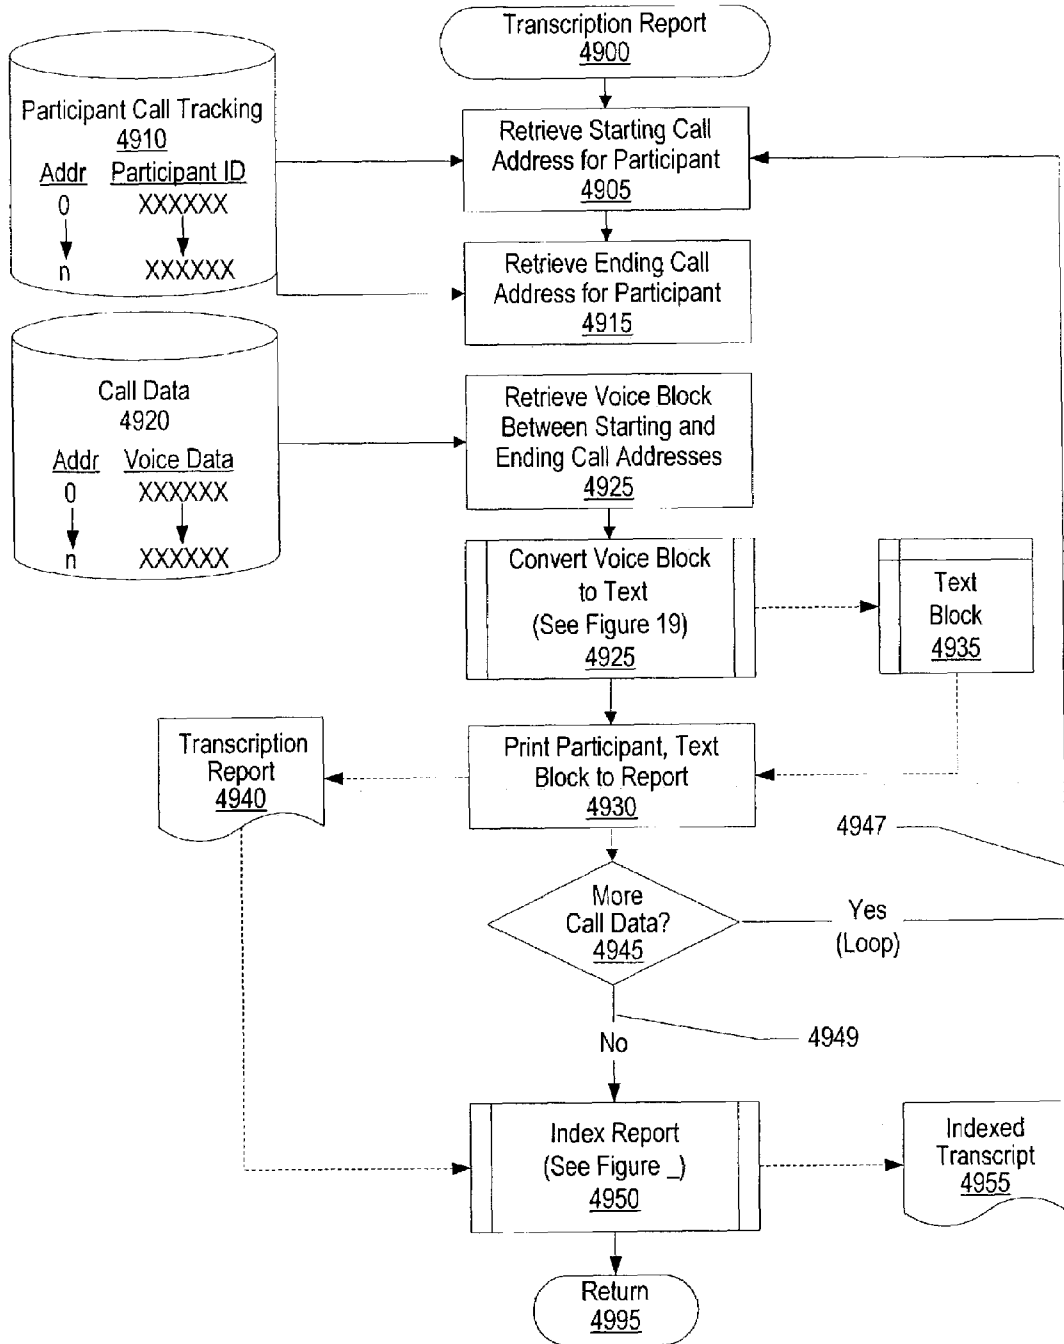 Transcription Report
4900
Participant Call Tracking
4910
Addr Participant ID
0 XXXXXX
n XXXXXX
Retrieve Starting Call
Address for Participant
4905
Retrieve Ending Call
Address for Participant
4915
Call Data
4920
Addr Voice Data
0 XXXXXX
n XXXXXX
Retrieve Voice Block
Between Starting and
Ending Call Addresses
4925
Convert Voice Block
to Text
(See Figure 19)
4925
Text
Block
4935
Transcription
Report
4940
Print Participant, Text
Block to Report
4930
4947
More
Call Data?
4945
Yes
(Loop)
No
4949
Index Report
(See Figure _)
4950
Indexed
Transcript
4955
Return
4995